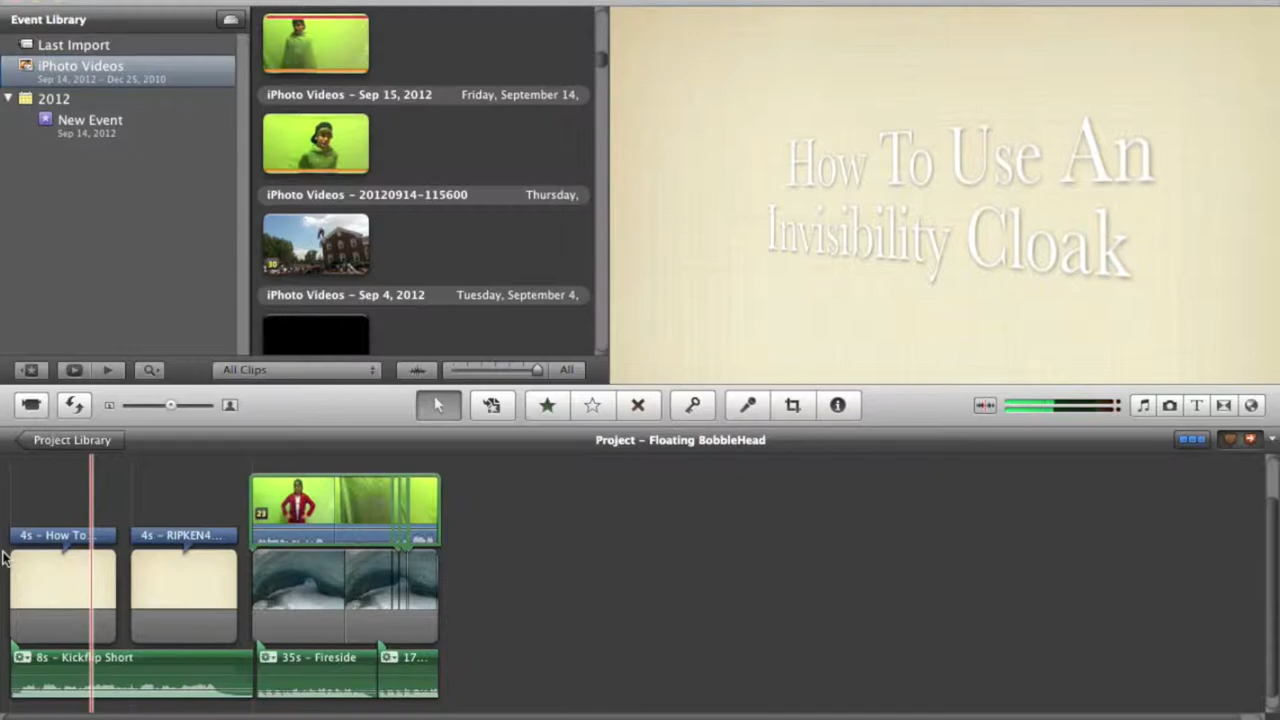 Event Library
Last Import
iPhoto Videos
Sep 14, 2012 – Dec 25, 2010
2012
New Event
Sep 14, 2012
iPhoto Videos – Sep 15, 2012 Friday, September 14,
iPhoto Videos – 20120914-115600 Thursday,
30
iPhoto Videos – Sep 4, 2012 Tuesday, September 4,
All Clips
All
How To Use An
Invisibility Cloak
Project Library
Project – Floating BobbleHead
23
4s – How To...
4s – RIPKEN4...
8s – Kickflip Short
35s – Fireside
17...